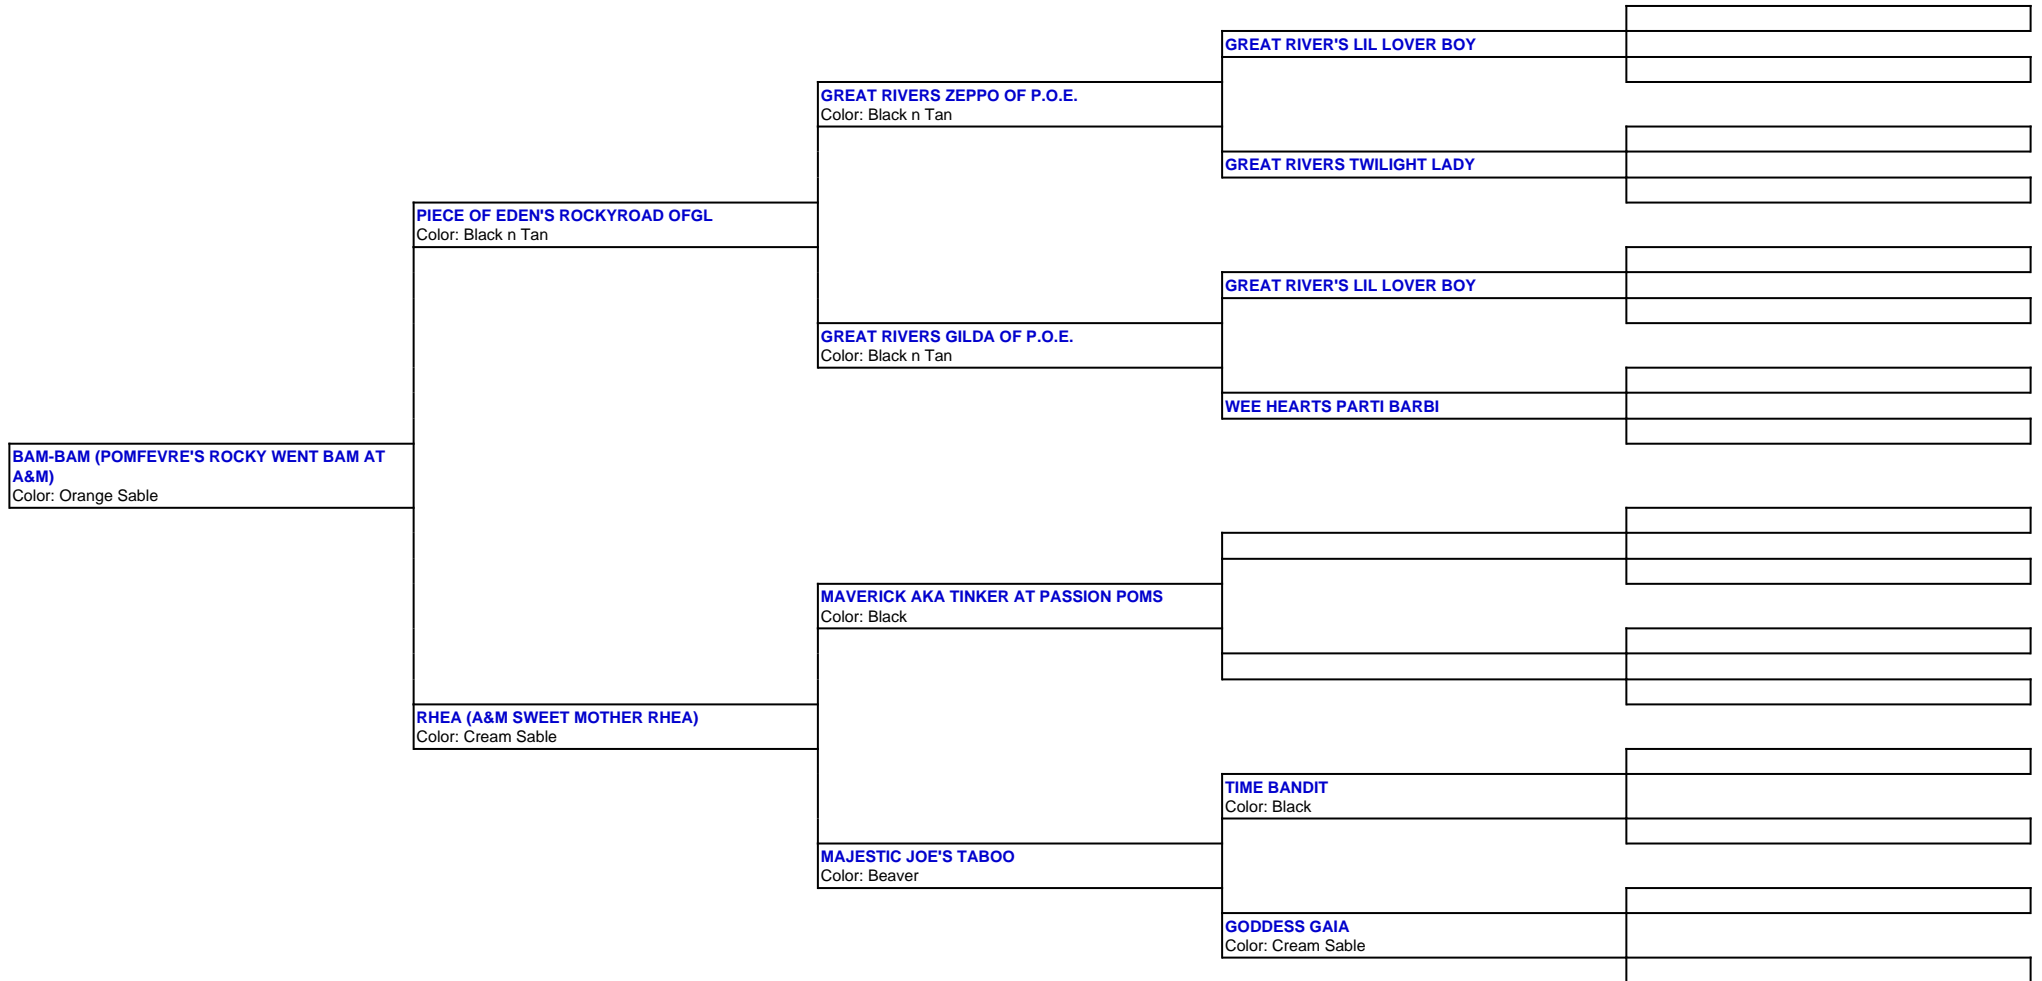 GREAT RIVER'S LIL LOVER BOY
GREAT RIVERS ZEPPO OF P.O.E.
Color: Black n Tan
GREAT RIVERS TWILIGHT LADY
PIECE OF EDEN'S ROCKYROAD OFGL
Color: Black n Tan
GREAT RIVER'S LIL LOVER BOY
GREAT RIVERS GILDA OF P.O.E.
Color: Black n Tan
WEE HEARTS PARTI BARBI
BAM-BAM (POMFEVRE'S ROCKY WENT BAM AT
A&M)
Color: Orange Sable
MAVERICK AKA TINKER AT PASSION POMS
Color: Black
RHEA (A&M SWEET MOTHER RHEA)
Color: Cream Sable
TIME BANDIT
Color: Black
MAJESTIC JOE'S TABOO
Color: Beaver
GODDESS GAIA
Color: Cream Sable